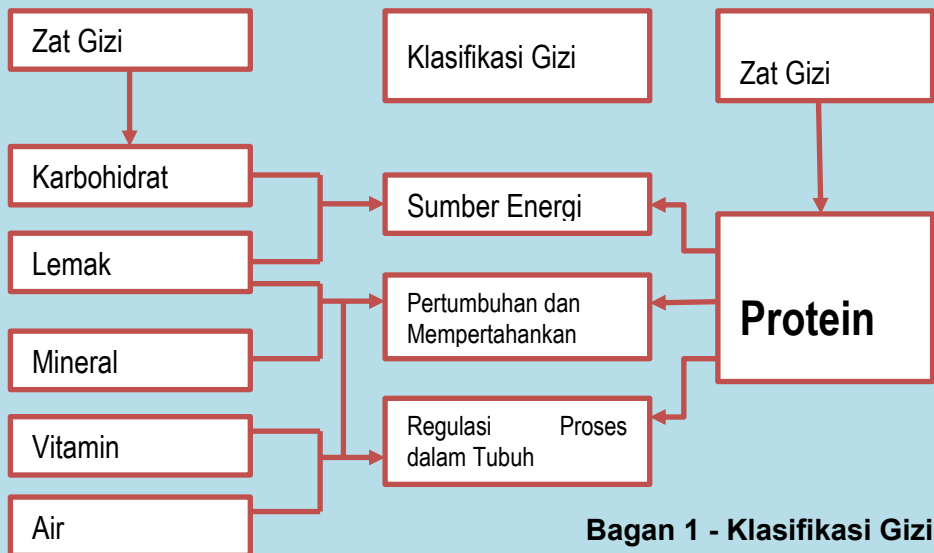 Zat Gizi
Klasifikasi Gizi
Zat Gizi
Karbohidrat
Sumber Energi
Lemak
Pertumbuhan dan
Mempertahankan
Protein
Mineral
Regulasi Proses
dalam Tubuh
Vitamin
Air
Bagan 1 - Klasifikasi Gizi